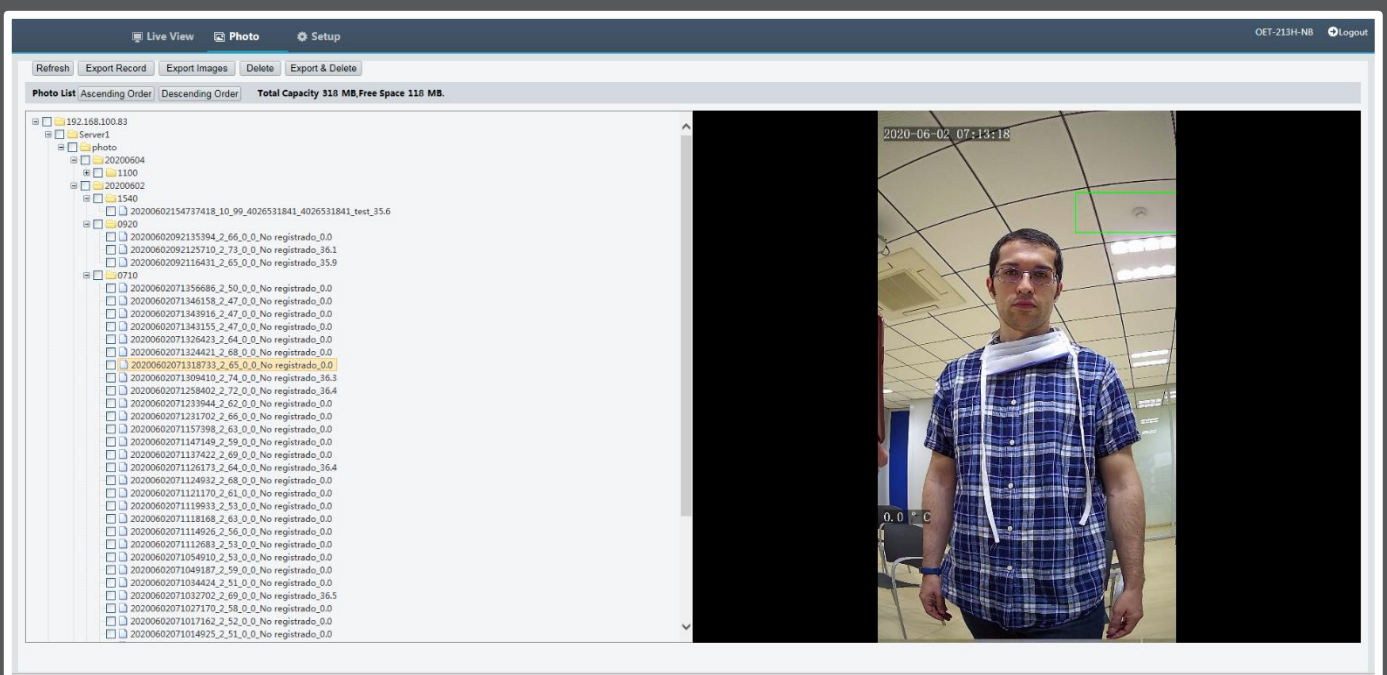 Live View Photo Setup OET-213H-NB Logout
Refresh Export Record Export Images Delete Export & Delete
Photo List Ascending Order Descending Order Total Capacity 318 MB,Free Space 118 MB.
192.168.100.83
Server1
photo
20200604
1100
20200602
1540
20200602154737418_10_99_4026531841_4026531841_test_35.6
0920
20200602092135394_2_66_0_0_No registrado_0.0
20200602092125710_2_73_0_0_No registrado_36.1
20200602092116431_2_65_0_0_No registrado_35.9
0710
20200602071356686_2_50_0_0_No registrado_0.0
20200602071346158_2_47_0_0_No registrado_0.0
20200602071343916_2_47_0_0_No registrado_0.0
20200602071343155_2_47_0_0_No registrado_0.0
20200602071326423_2_64_0_0_No registrado_0.0
20200602071324421_2_68_0_0_No registrado_0.0
20200602071318733_2_65_0_0_No registrado_0.0
20200602071309410_2_74_0_0_No registrado_36.3
20200602071258402_2_72_0_0_No registrado_36.4
20200602071233944_2_62_0_0_No registrado_0.0
20200602071231702_2_66_0_0_No registrado_0.0
20200602071157398_2_63_0_0_No registrado_0.0
20200602071147149_2_59_0_0_No registrado_0.0
20200602071137422_2_69_0_0_No registrado_0.0
20200602071126173_2_64_0_0_No registrado_36.4
20200602071124932_2_68_0_0_No registrado_0.0
20200602071121170_2_61_0_0_No registrado_0.0
20200602071119933_2_53_0_0_No registrado_0.0
20200602071118168_2_63_0_0_No registrado_0.0
20200602071114926_2_56_0_0_No registrado_0.0
20200602071112683_2_53_0_0_No registrado_0.0
20200602071054910_2_53_0_0_No registrado_0.0
20200602071049187_2_59_0_0_No registrado_0.0
20200602071034424_2_51_0_0_No registrado_0.0
20200602071032702_2_69_0_0_No registrado_36.5
20200602071027170_2_58_0_0_No registrado_0.0
20200602071017162_2_52_0_0_No registrado_0.0
20200602071014925_2_51_0_0_No registrado_0.0
2020-06-02 07:13:18
0.0 ° C